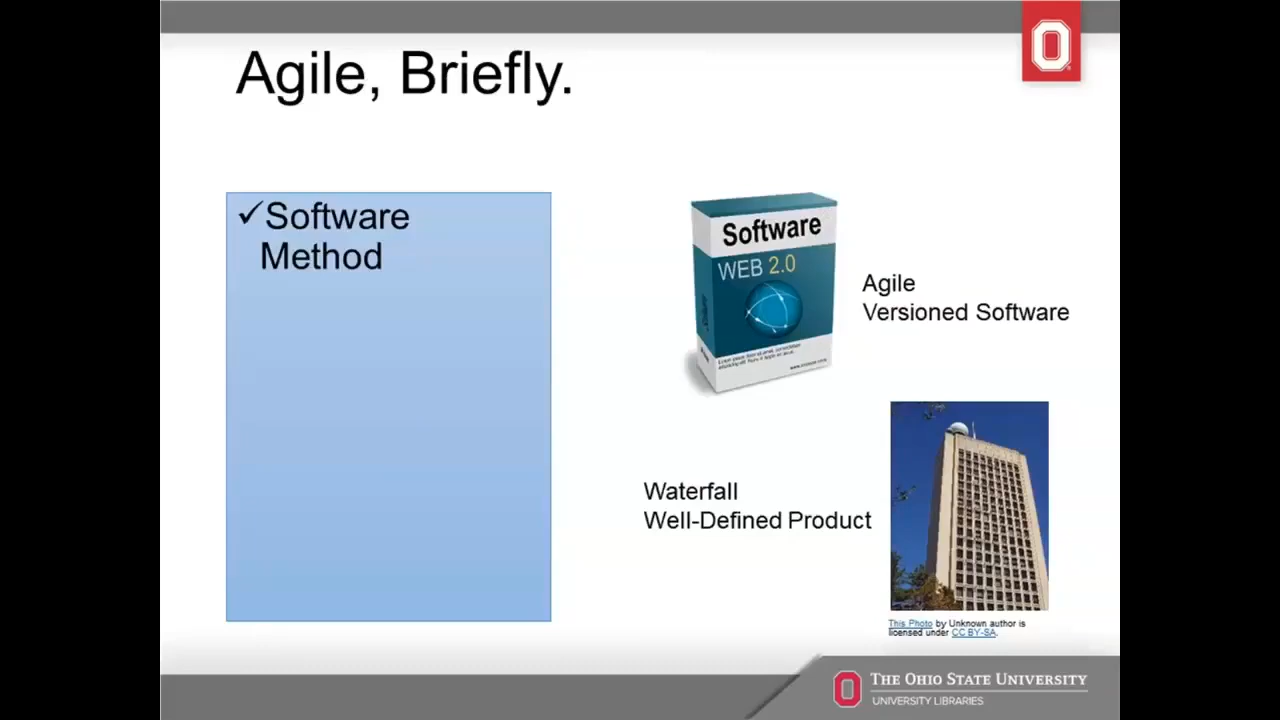 Agile, Briefly.
✓Software
Method
Software
WEB 2.0
Agile
Versioned Software
Waterfall
Well-Defined Product
This Photo by Unknown author is
licensed under CC BY-SA.
THE OHIO STATE UNIVERSITY
UNIVERSITY LIBRARIES